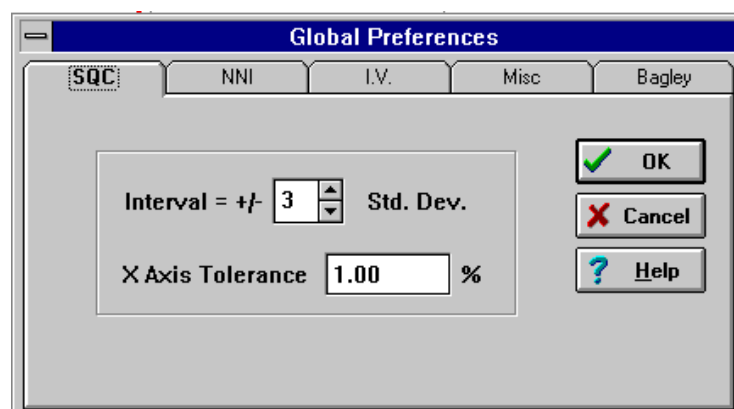 Global Preferences
SQC NNI I.V. Misc Bagley
Interval = +/- 3 Std. Dev.
X Axis Tolerance 1.00 %
OK
Cancel
Help